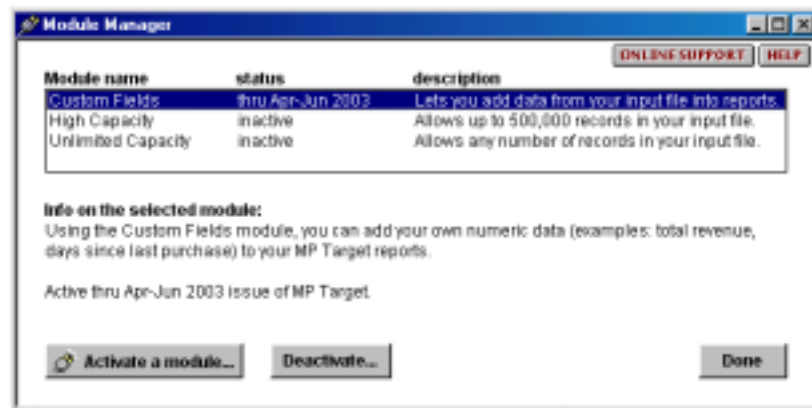 Module Manager
ONLINE SUPPORT HELP
Module name status description
Custom Fields thru Apr-Jun 2003 Lets you add data from your input file into reports.
High Capacity inactive Allows up to 500,000 records in your input file.
Unlimited Capacity inactive Allows any number of records in your input file.
Info on the selected module:
Using the Custom Fields module, you can add your own numeric data (examples: total revenue,
days since last purchase) to your MP Target reports.
Active thru Apr-Jun 2003 issue of MP Target.
Activate a module... Deactivate... Done